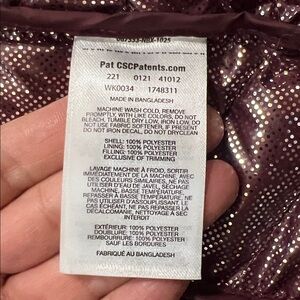 Pat CSCPatents.com
221 0121 41012
WK0034 1748311
MADE IN BANGLADESH
MACHINE WASH COLD, REMOVE
PROMPTLY, WITH LIKE COLORS, DO NOT
BLEACH, TUMBLE DRY LOW, IRON LOW, DO
NOT USE FABRIC SOFTENER, IF PRESENT
DO NOT IRON DECAL, DO NOT DRYCLEAN
SHELL: 100% POLYESTER
LINING: 100% POLYESTER
FILLING: 100% POLYESTER
EXCLUSIVE OF TRIMMING
LAVAGE MACHINE À FROID, SORTIR
IMMÉDIATEMENT DE LA MACHINE, AVEC
DES COULEURS SIMILAIRES, NE PAS
UTILISER D'EAU DE JAVEL, SÉCHAGE
MACHINE, BASSE TEMPÉRATURE,
REPASSAGE BASSE TEMPÉRATURE, NE
PAS UTILISER D'ASSOUPLISSANT, LE
CAS ÉCHÉANT, NE PAS REPASSER LA
DÉCALCOMANIE, NETTOYAGE À SEC
INTERDIT
EXTÉRIEUR: 100% POLYESTER
DOUBLURE: 100% POLYESTER
REMBOURRURE: 100% POLYESTER
SAUF LES BORDURES
FABRIQUÉ AU BANGLADESH